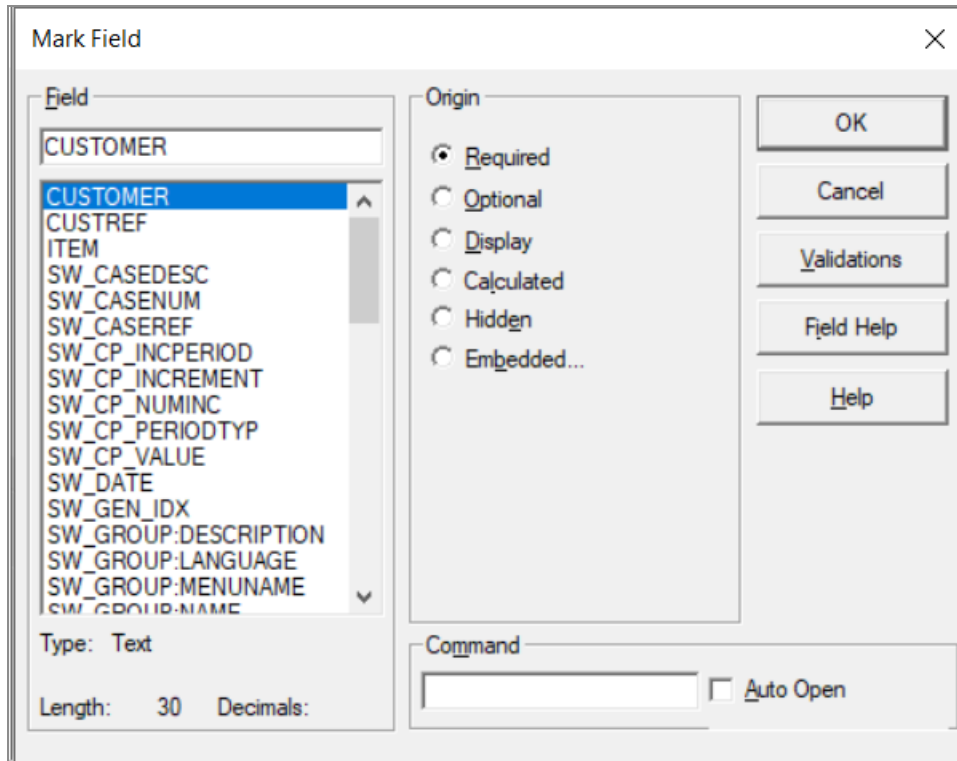 Mark Field
Field
CUSTOMER
CUSTOMER
CUSTREF
ITEM
SW_CASEDESC
SW_CASENUM
SW_CASEREF
SW_CP_INCPERIOD
SW_CP_INCREMENT
SW_CP_NUMINC
SW_CP_PERIODTYP
SW_CP_VALUE
SW_DATE
SW_GEN_IDX
SW_GROUP:DESCRIPTION
SW_GROUP:LANGUAGE
SW_GROUP:MENUNAME
SW_GROUP:NAME
Type: Text
Length: 30 Decimals:
Origin
Required
Optional
Display
Calculated
Hidden
Embedded...
Command
Auto Open
OK
Cancel
Validations
Field Help
Help